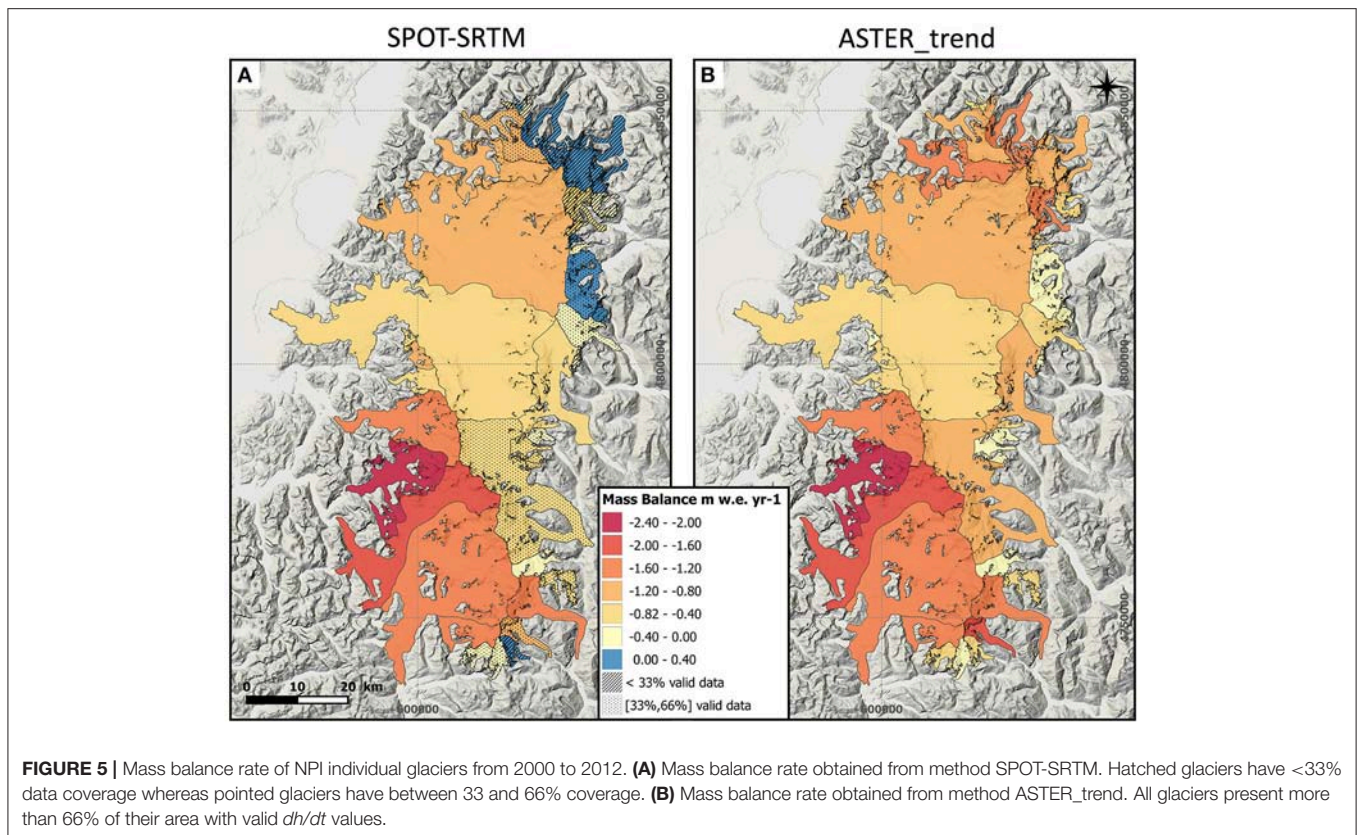 SPOT-SRTM
ASTER_trend
A
B
4800000
4750000
600000
600000
0 10 20 km
Mass Balance m w.e. yr-1
-2.40 - -2.00
-2.00 - -1.60
-1.60 - -1.20
-1.20 - -0.80
-0.82 - -0.40
-0.40 - 0.00
0.00 - 0.40
< 33% valid data
[33%,66%] valid data
FIGURE 5 | Mass balance rate of NPI individual glaciers from 2000 to 2012. (A) Mass balance rate obtained from method SPOT-SRTM. Hatched glaciers have <33%
data coverage whereas pointed glaciers have between 33 and 66% coverage. (B) Mass balance rate obtained from method ASTER_trend. All glaciers present more
than 66% of their area with valid dh/dt values.